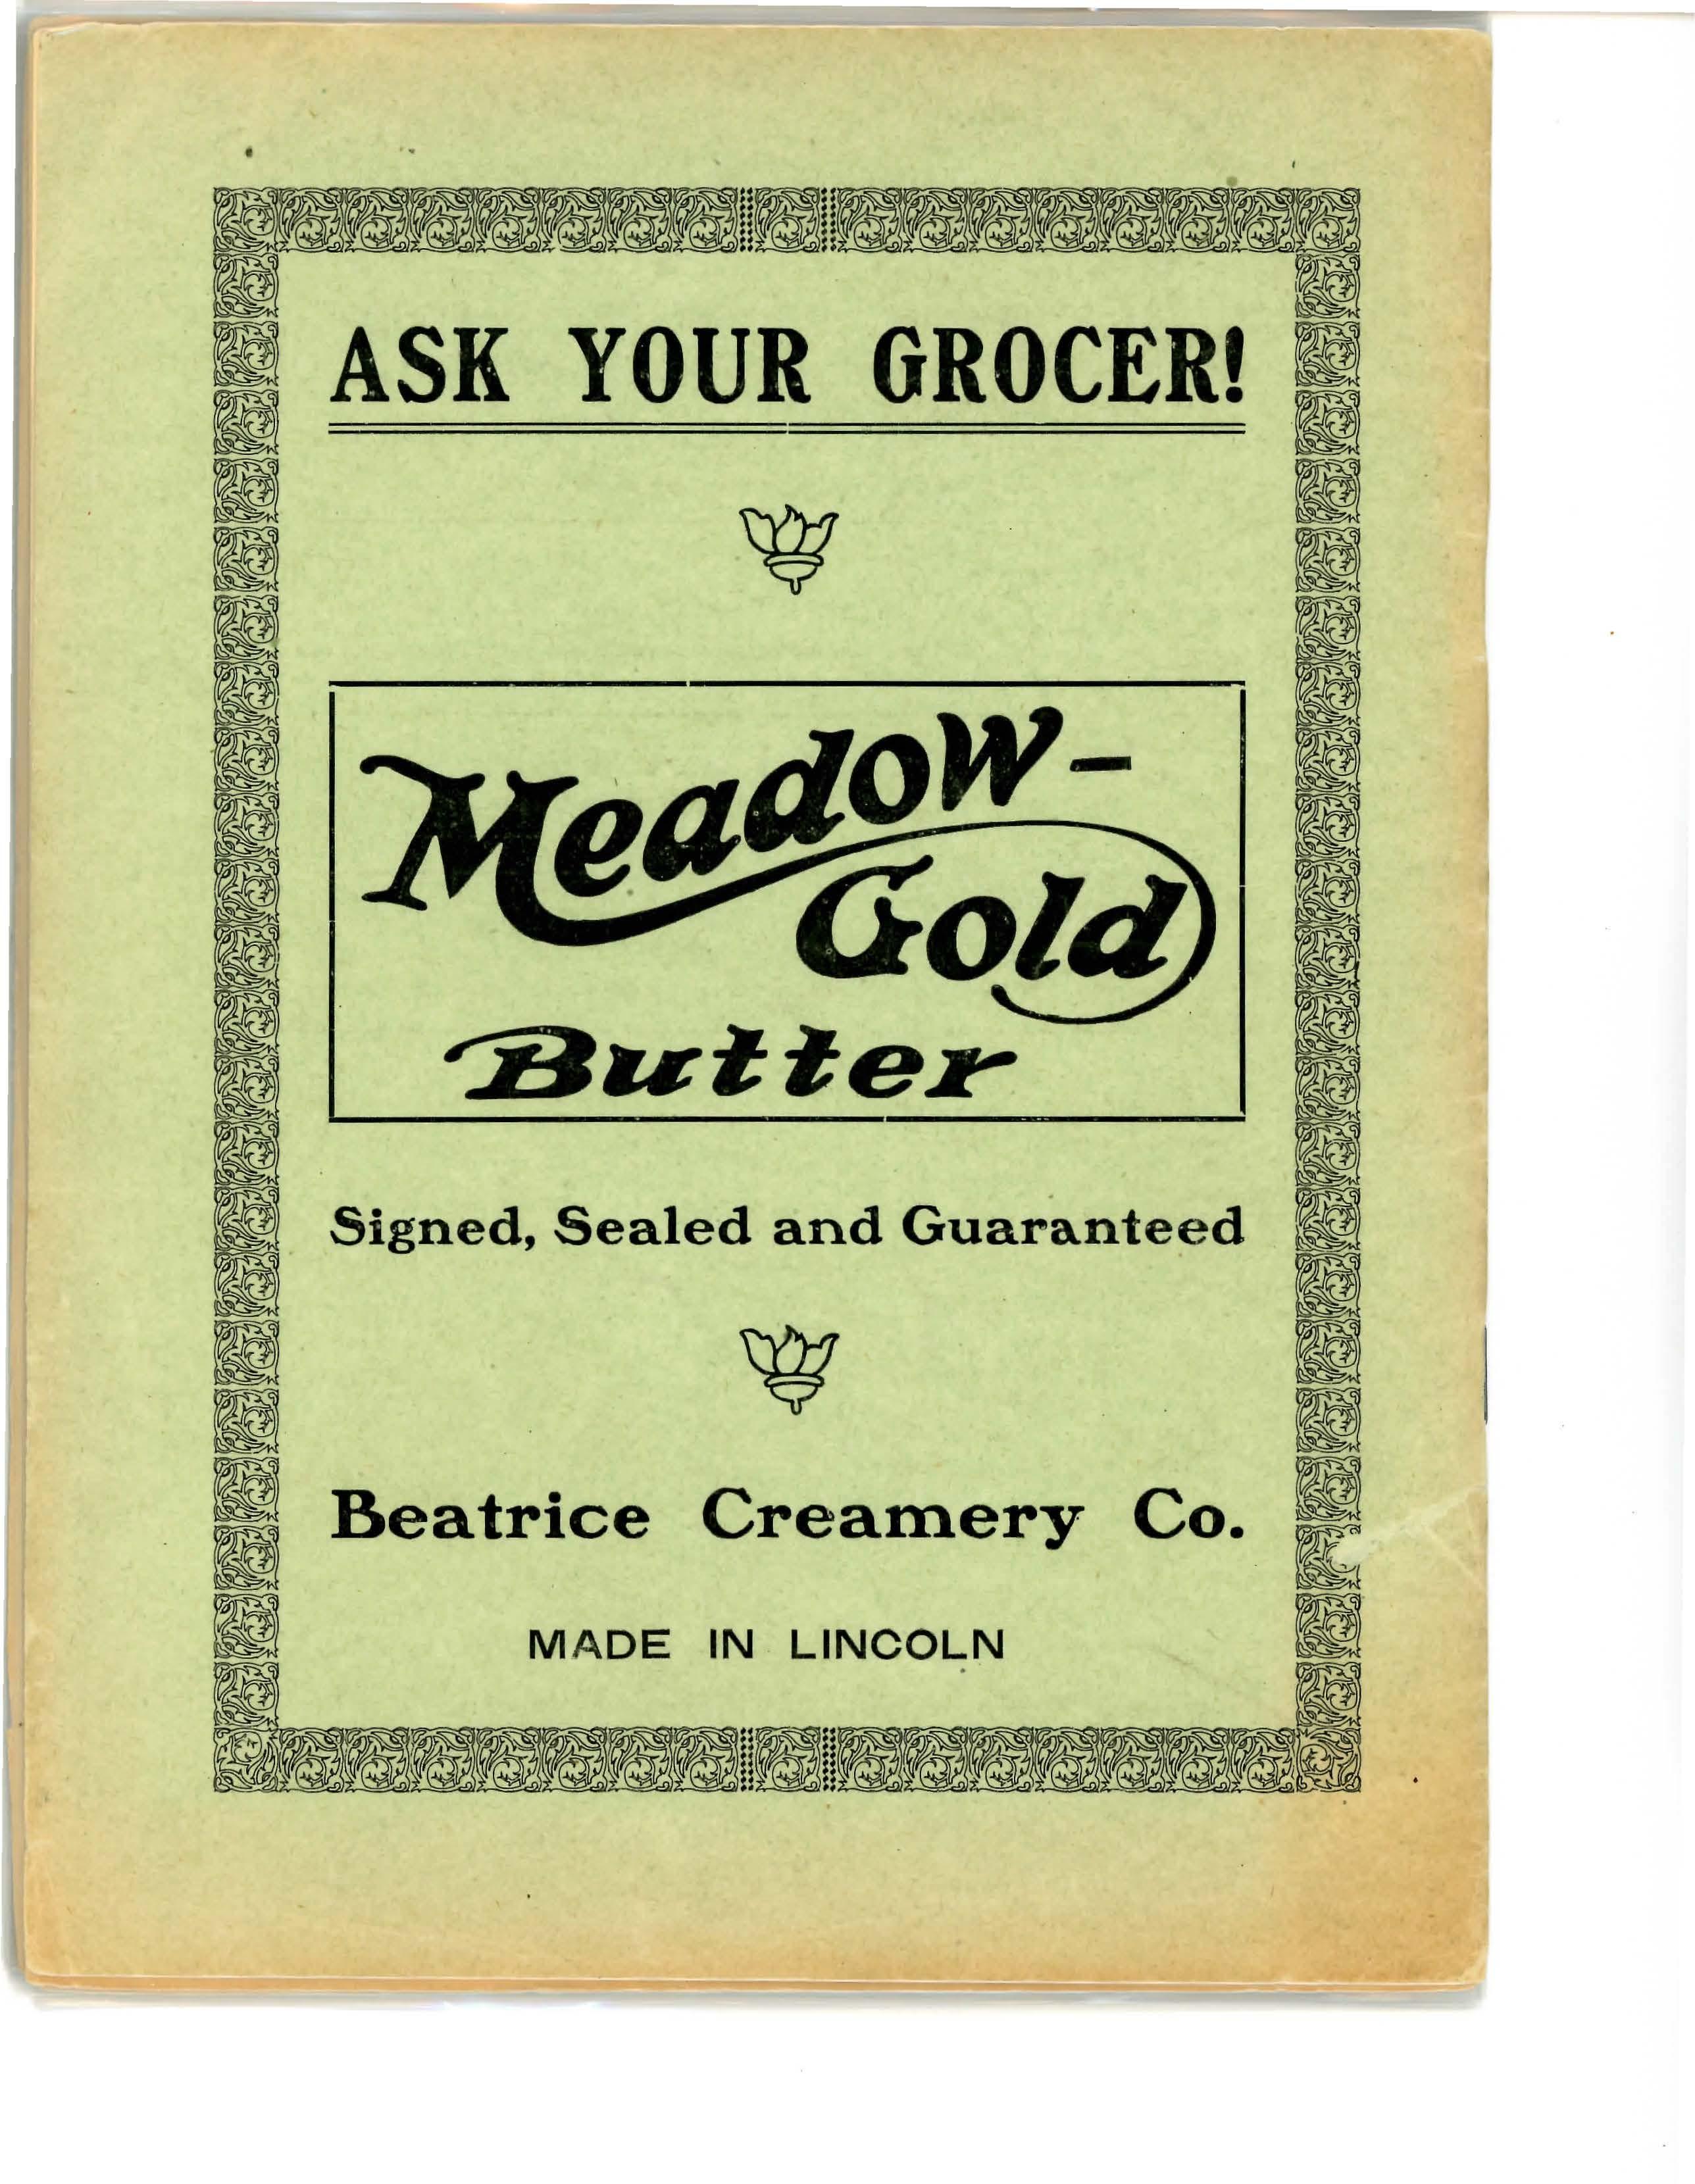 ASK YOUR GROCER!
Meadow-
Gold
Butter
Signed, Sealed and Guaranteed
Beatrice Creamery Co.
MADE IN LINCOLN